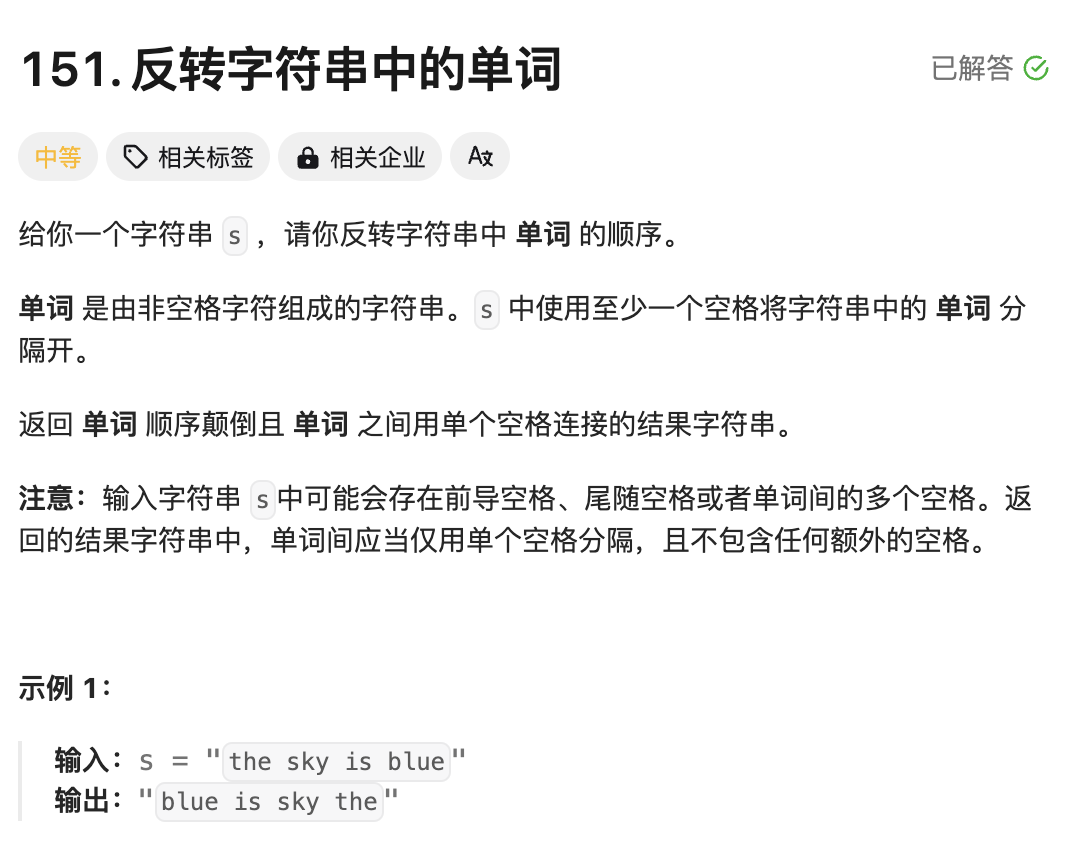 151. 反转字符串中的单词
已解答
中等 相关标签 相关企业 A文
给你一个字符串 s ，请你反转字符串中 单词 的顺序。
单词 是由非空格字符组成的字符串。s 中使用至少一个空格将字符串中的 单词 分
隔开。
返回 单词 顺序颠倒且 单词 之间用单个空格连接的结果字符串。
注意：输入字符串 s中可能会存在前导空格、尾随空格或者单词间的多个空格。返
回的结果字符串中，单词间应当仅用单个空格分隔，且不包含任何额外的空格。
示例 1：
输入：s = "the sky is blue"
输出："blue is sky the"